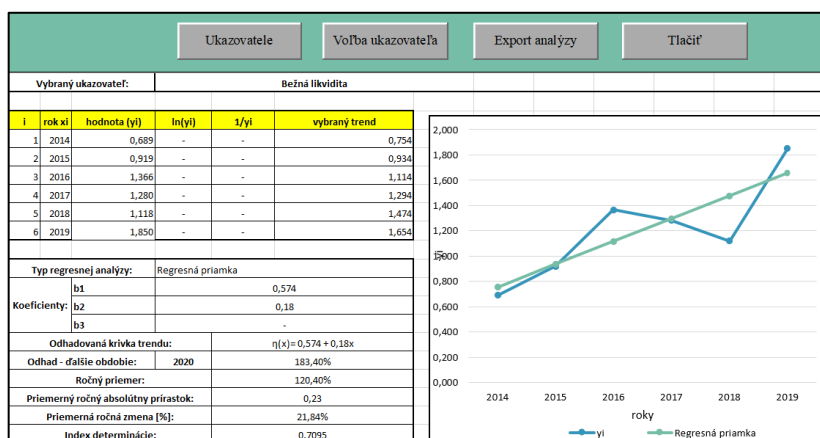 Ukazovatele Voľba ukazovateľa Export analýzy Tlačiť
Vybraný ukazovateľ: Bežná likvidita
i rok xi hodnota (yi) ln(yi) 1/yi vybraný trend
1 2014 0,689 - - 0,754
2 2015 0,919 - - 0,934
3 2016 1,366 - - 1,114
4 2017 1,280 - - 1,294
5 2018 1,118 - - 1,474
6 2019 1,850 - - 1,654
Typ regresnej analýzy: Regresná priamka
Koeficienty:
b1 0,574
b2 0,18
b3 -
Odhadovaná krivka trendu: η(x)= 0,574 + 0,18x
Odhad - ďalšie obdobie: 2020 183,40%
Ročný priemer: 120,40%
Priemerný ročný absolútny prírastok: 0,23
Priemerná ročná zmena [%]: 21,84%
Index determinácie: 0,7095
2,000
1,800
1,600
1,400
1,200
1,000
0,800
0,600
0,400
0,200
0,000
2014 2015 2016 2017 2018 2019
roky
yi Regresná priamka